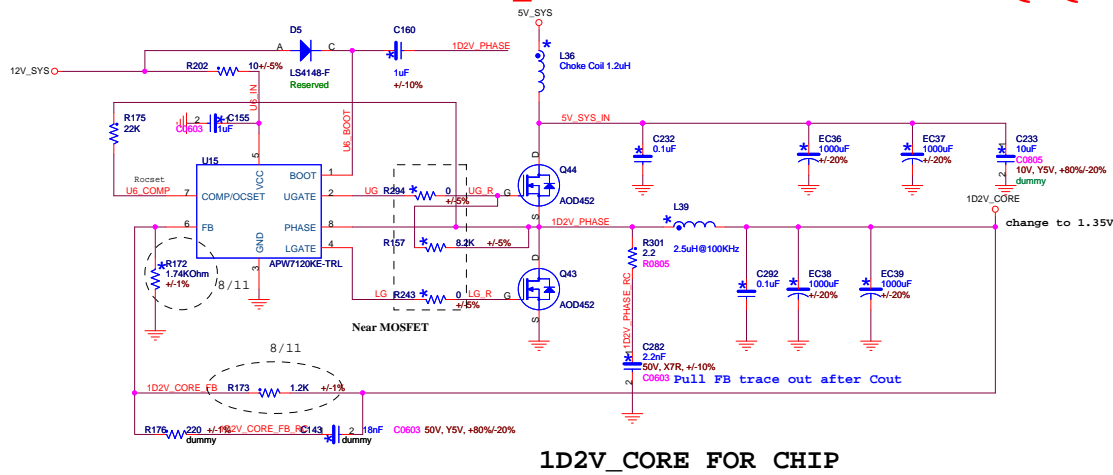 5V_SYS
D5
A
C
LS4148-F
Reserved
C160
1uF
+/-10%
1D2V_PHASE
L36
Choke Coil 1.2uH
12V_SYS
R202
10
+/-5%
U6_IN
R175
22K
2
1
C155
C0603
1uF
U6_BOOT
5V_SYS_IN
C232
0.1uF
EC36
1000uF
+/-20%
EC37
1000uF
+/-20%
C233
10uF
C0805
10V, Y5V, +80%/-20%
dummy
1
2
U15
Rocset
U6_COMP
5
VCC
BOOT
1
7
COMP/OCSET
UGATE
2
UG
R294
0
+/-5%
UG_R
G
D
S
Q44
AOD452
6
FB
PHASE
8
1D2V_PHASE
L39
2.5uH@100KHz
1D2V_CORE
change to 1.35V
GND
3
LGATE
4
R157
8.2K
+/-5%
APW7120KE-TRL
R172
1.74KOhm
+/-1%
8/11
LG
R243
0
+/-5%
LG_R
G
D
S
Q43
AOD452
Near MOSFET
R301
2.2
R0805
1D2V_PHASE_RC
C292
0.1uF
EC38
1000uF
+/-20%
EC39
1000uF
+/-20%
C282
2.2nF
50V, X7R, +/-10%
C0603
1
2
Pull FB trace out after Cout
8/11
1D2V_CORE_FB
R173
1.2K
+/-1%
R176
220
+/-1%
dummy
C143
dummy
2
18nF
C0603
50V, Y5V, +80%/-20%
1D2V_CORE FOR CHIP